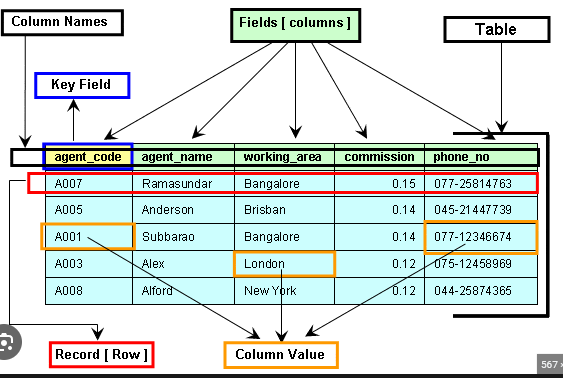 Column Names
Fields [ columns ]
Table
Key Field
agent_code agent_name working_area commission phone_no
A007 Ramasundar Bangalore 0.15 077-25814763
A005 Anderson Brisban 0.14 045-21447739
A001 Subbarao Bangalore 0.14 077-12346674
A003 Alex London 0.12 075-12458969
A008 Alford New York 0.12 044-25874365
Record [ Row ]
Column Value
567 ×